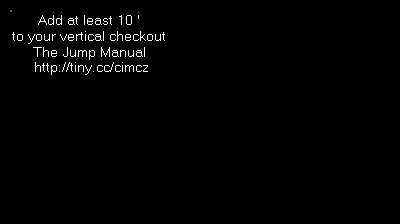 Add at least 10 '
to your vertical checkout
The Jump Manual
http://tiny.cc/cimcz